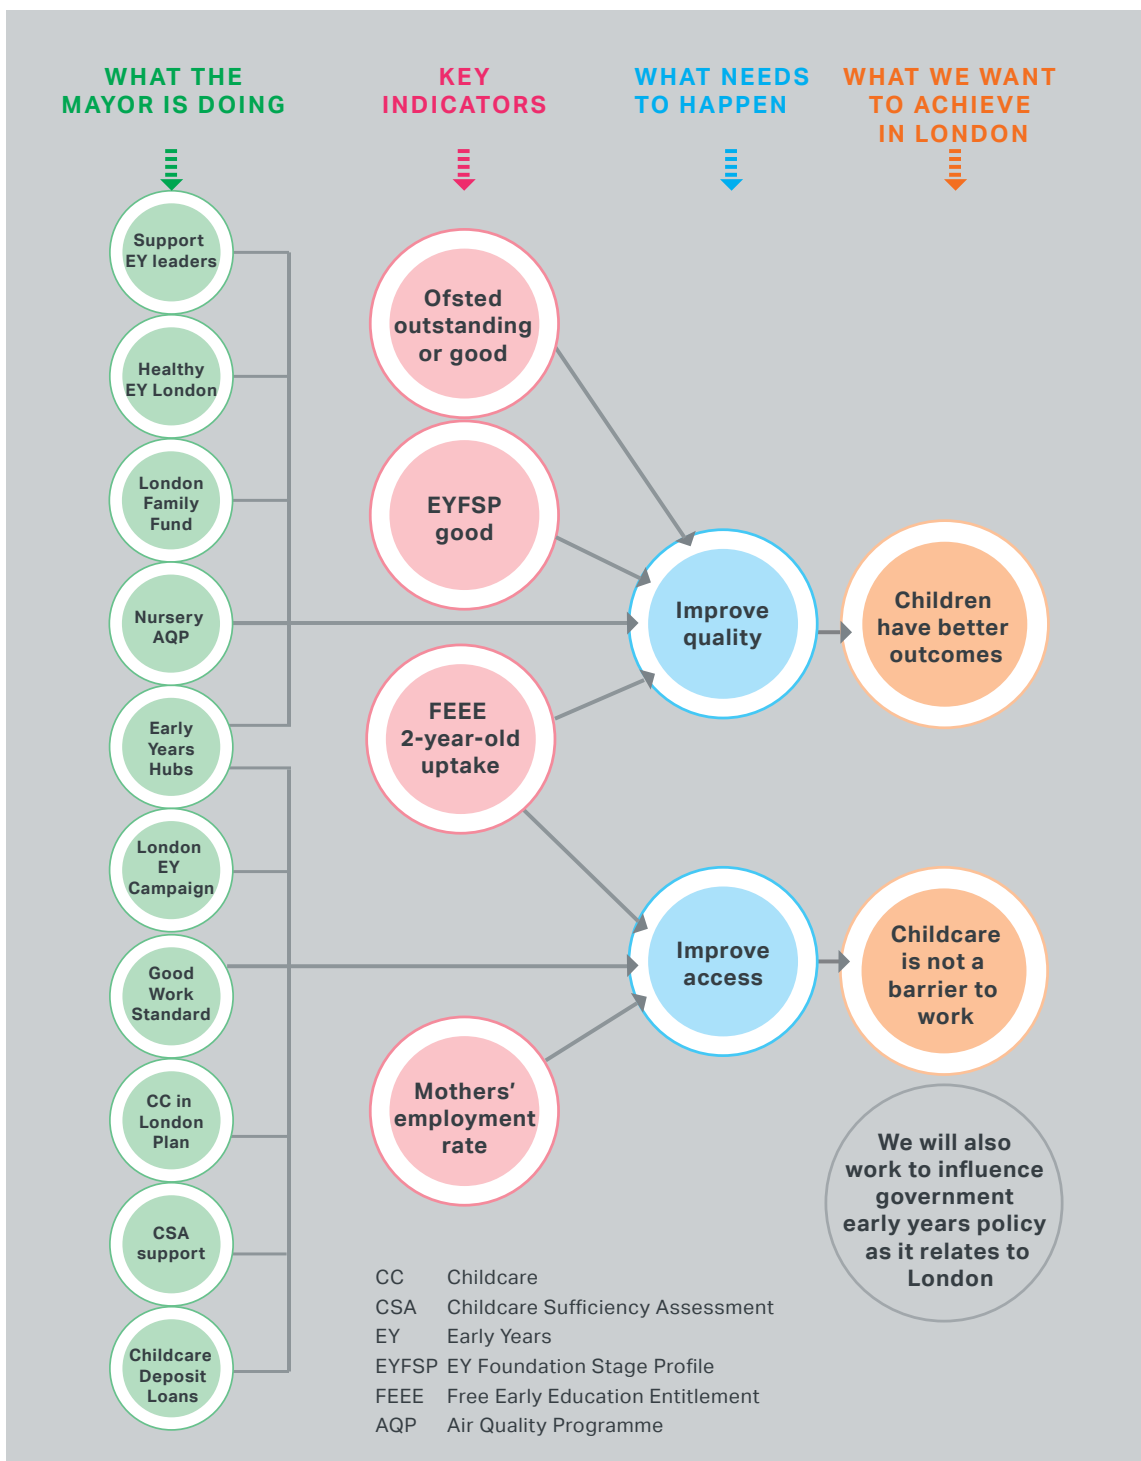 WHAT THE
MAYOR IS DOING
KEY
INDICATORS
WHAT NEEDS
TO HAPPEN
WHAT WE WANT
TO ACHIEVE
IN LONDON
Support
EY leaders
Healthy
EY London
London
Family
Fund
Nursery
AQP
Early
Years
Hubs
London
EY
Campaign
Good
Work
Standard
CC in
London
Plan
CSA
support
Childcare
Deposit
Loans
Ofsted
outstanding
or good
EYFSP
good
FEEE
2-year-old
uptake
Mothers’
employment
rate
Improve
quality
Improve
access
Children
have better
outcomes
Childcare
is not a
barrier to
work
We will also
work to influence
government
early years policy
as it relates to
London
CC Childcare
CSA Childcare Sufficiency Assessment
EY Early Years
EYFSP EY Foundation Stage Profile
FEEE Free Early Education Entitlement
AQP Air Quality Programme